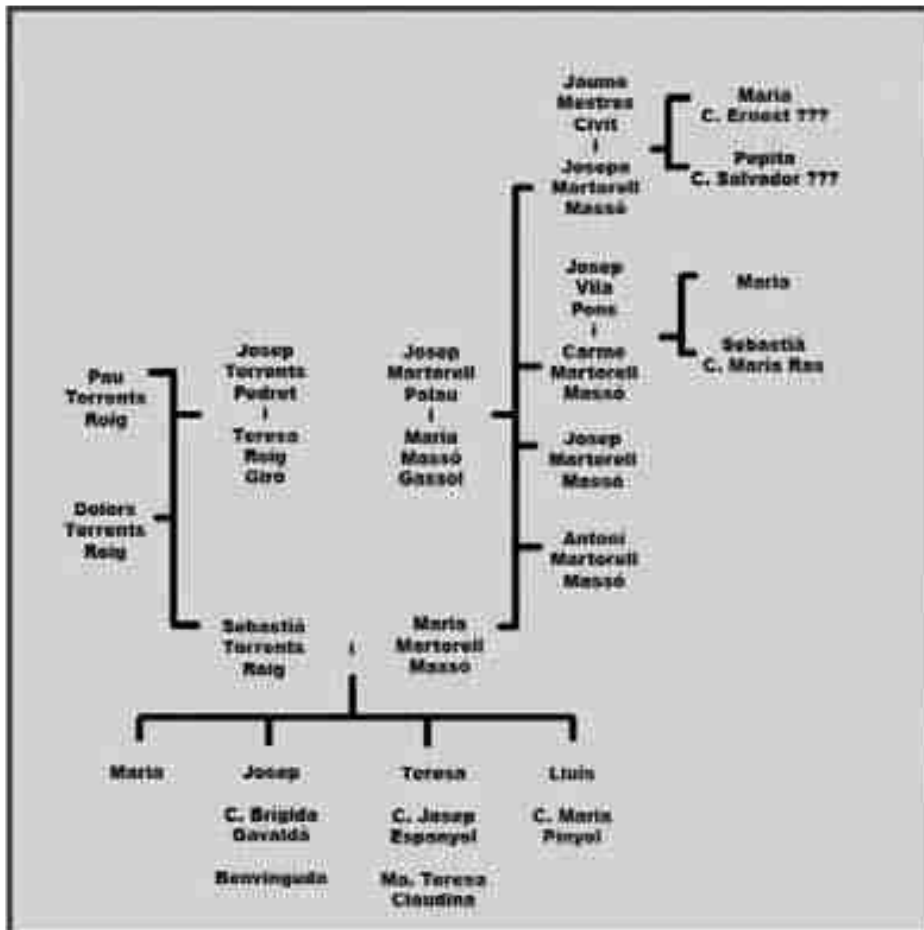 Jaume
Mestres
Civit
i
Josepa
Martorell
Massó
Maria
C. Ernest ???
Pepita
C. Salvador ???
Josep
Vila
Pons
i
Carme
Martorell
Massó
Maria
Sebastià
C. Maria Ras
Pau
Torrents
Roig
Josep
Torrents
Pedret
i
Teresa
Roig
Giró
Josep
Martorell
Palau
i
Maria
Massó
Gassol
Josep
Martorell
Massó
Dolors
Torrents
Roig
Antoni
Martorell
Massó
Sebastià
Torrents
Roig
i
Maria
Martorell
Massó
Maria
Josep
C. Brigida
Gavaldà
Benvinguda
Teresa
C. Josep
Espanyol
Ma. Teresa
Claudina
Lluis
C. Maria
Pinyol